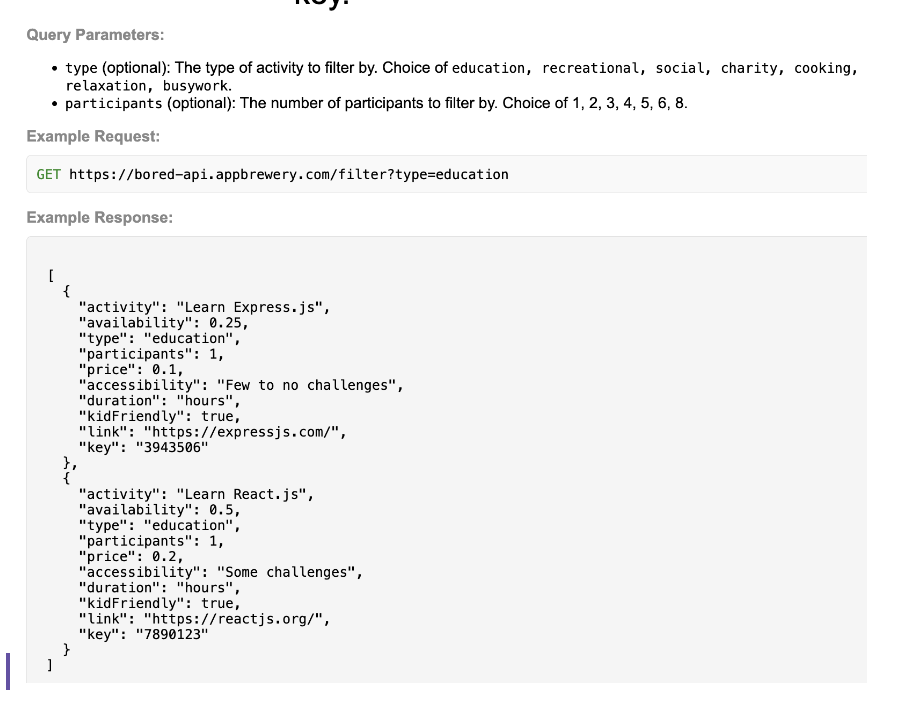 key.
Query Parameters:
• type (optional): The type of activity to filter by. Choice of education, recreational, social, charity, cooking,
relaxation, busywork.
• participants (optional): The number of participants to filter by. Choice of 1, 2, 3, 4, 5, 6, 8.
Example Request:
GET https://bored-api.appbrewery.com/filter?type=education
Example Response:
[
  {
    "activity": "Learn Express.js",
    "availability": 0.25,
    "type": "education",
    "participants": 1,
    "price": 0.1,
    "accessibility": "Few to no challenges",
    "duration": "hours",
    "kidFriendly": true,
    "link": "https://expressjs.com/",
    "key": "3943506"
  },
  {
    "activity": "Learn React.js",
    "availability": 0.5,
    "type": "education",
    "participants": 1,
    "price": 0.2,
    "accessibility": "Some challenges",
    "duration": "hours",
    "kidFriendly": true,
    "link": "https://reactjs.org/",
    "key": "7890123"
  }
]